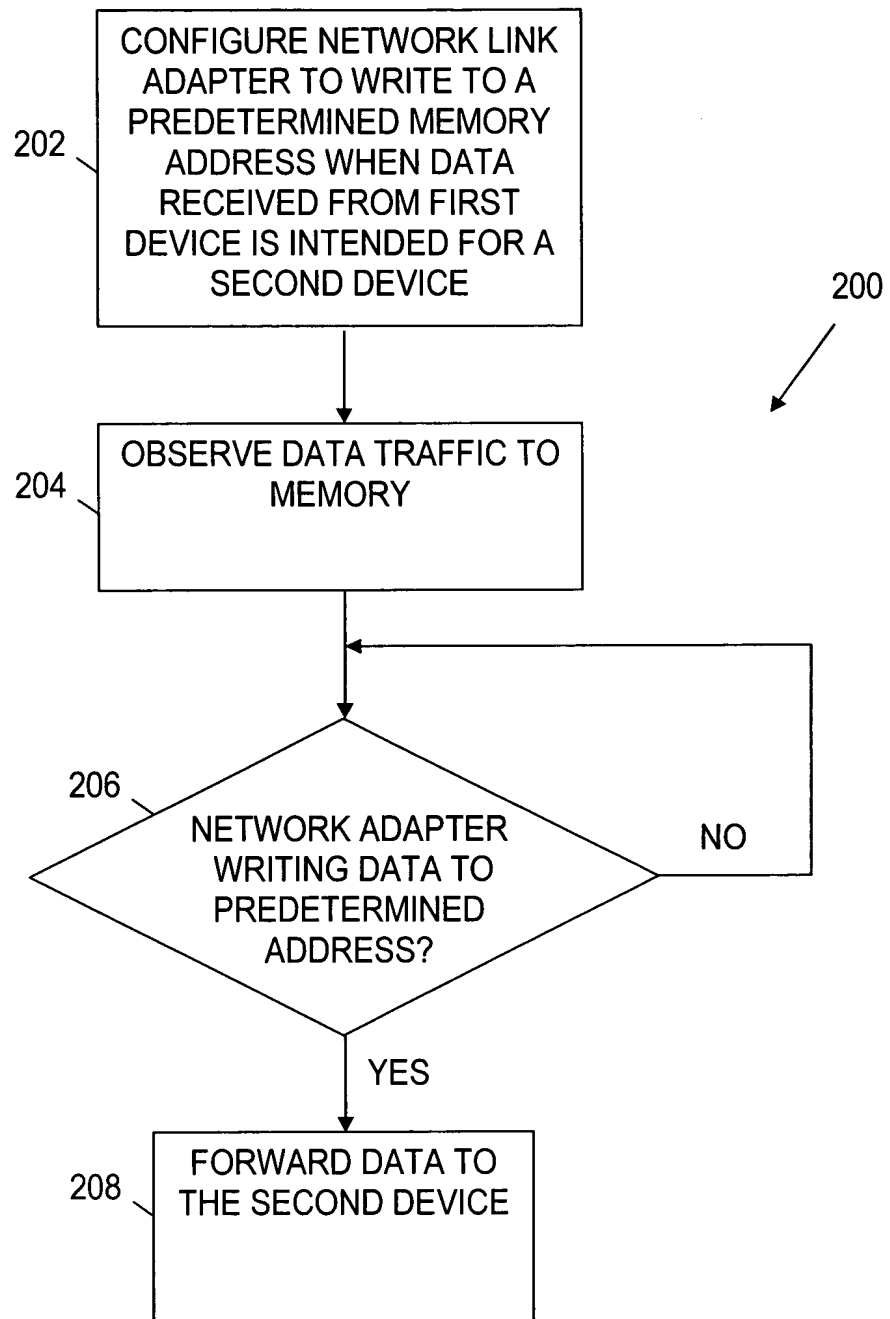 CONFIGURE NETWORK LINK
ADAPTER TO WRITE TO A
PREDETERMINED MEMORY
ADDRESS WHEN DATA
RECEIVED FROM FIRST
DEVICE IS INTENDED FOR A
SECOND DEVICE
202
200
OBSERVE DATA TRAFFIC TO
MEMORY
204
206
NETWORK ADAPTER
WRITING DATA TO
PREDETERMINED
ADDRESS?
NO
YES
FORWARD DATA TO
THE SECOND DEVICE
208